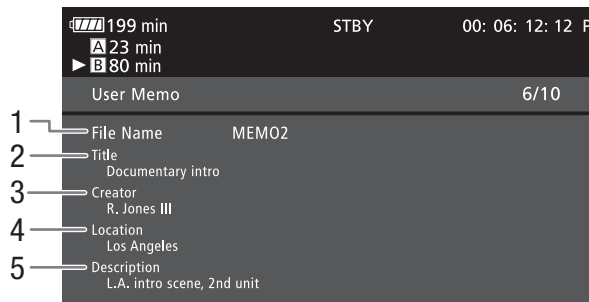 199 min STBY 00: 06: 12: 12 P
A 23 min
B 80 min
User Memo 6/10
1 File Name MEMO2
2 Title
Documentary intro
3 Creator
R. Jones III
4 Location
Los Angeles
5 Description
L.A. intro scene, 2nd unit